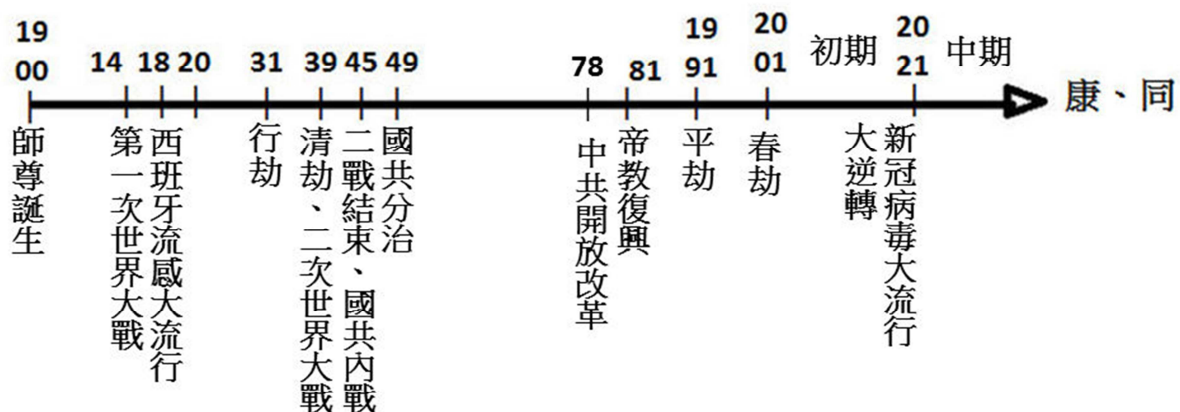 19
00
14
18
20
31
39
45
49
78
81
19
91
20
01
初期
20
21
中期
康、同
師尊誕生
第一次世界大戰
西班牙流感大流行
行劫
清劫、二次世界大戰
二戰結束、國共內戰
國共分治
中共開放改革
帝教復興
平劫
春劫
大逆轉
新冠病毒大流行